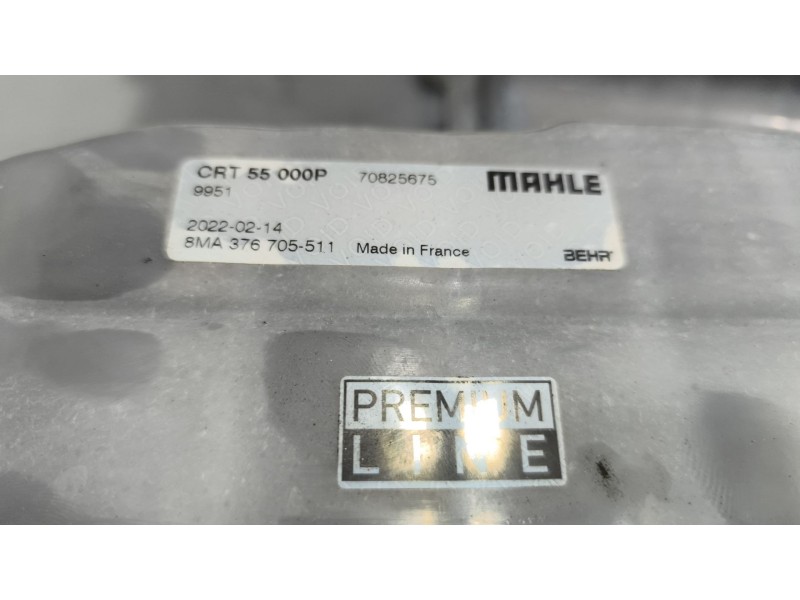 CRT 55 000P 70825675 MAHLE
9951
2022-02-14
8MA 376 705-511 Made in France BEHR
PREMIUM
LINE